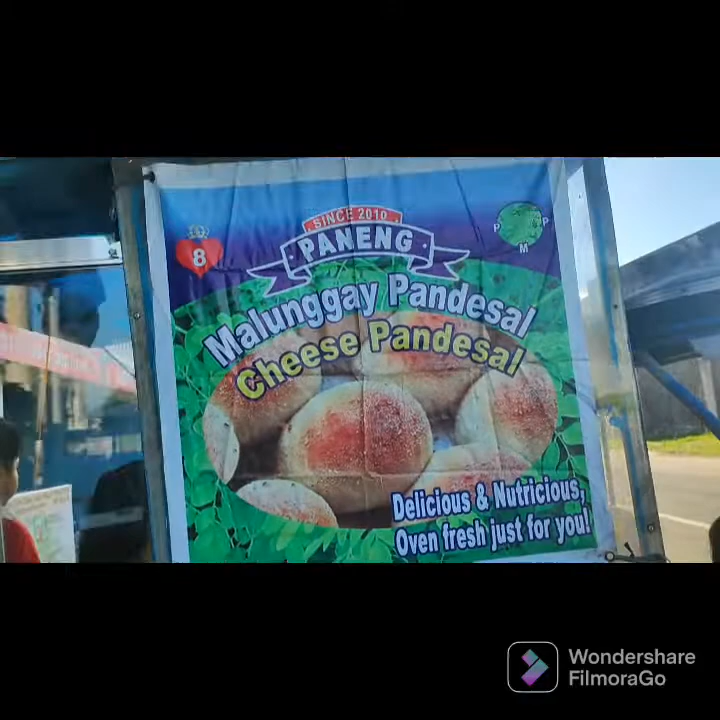 SINCE 2010
PANENG
8
P P
M
Malunggay Pandesal
Cheese Pandesal
Delicious & Nutricious,
Oven fresh just for you!
Wondershare
FilmoraGo